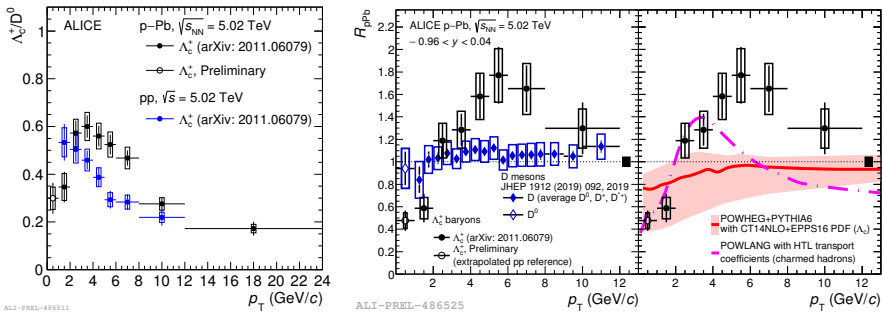 Λc+/D0
ALICE
p−Pb, √sNN = 5.02 TeV
Λc+ (arXiv: 2011.06079)
Λc+, Preliminary
pp, √s = 5.02 TeV
Λc+ (arXiv: 2011.06079)
1
0.8
0.6
0.4
0.2
0
0 2 4 6 8 10 12 14 16 18 20 22 24
pT (GeV/c)
ALI-PREL-486511
RpPb
ALICE p−Pb, √sNN = 5.02 TeV
− 0.96 < y < 0.04
2
1.8
1.6
1.4
1.2
1.0
0.8
0.6
0.4
0.2
0
D mesons
JHEP 1912 (2019) 092, 2019
D (average D0, D+, D*+)
D0
Λc+ baryons
Λc+ (arXiv: 2011.06079)
Λc+, Preliminary
(extrapolated pp reference)
2 4 6 8 10 12
pT (GeV/c)
POWHEG+PYTHIA6
with CT14NLO+EPPS16 PDF (Λc)
POWLANG with HTL transport
coefficients (charmed hadrons)
2 4 6 8 10 12
pT (GeV/c)
ALI-PREL-486525